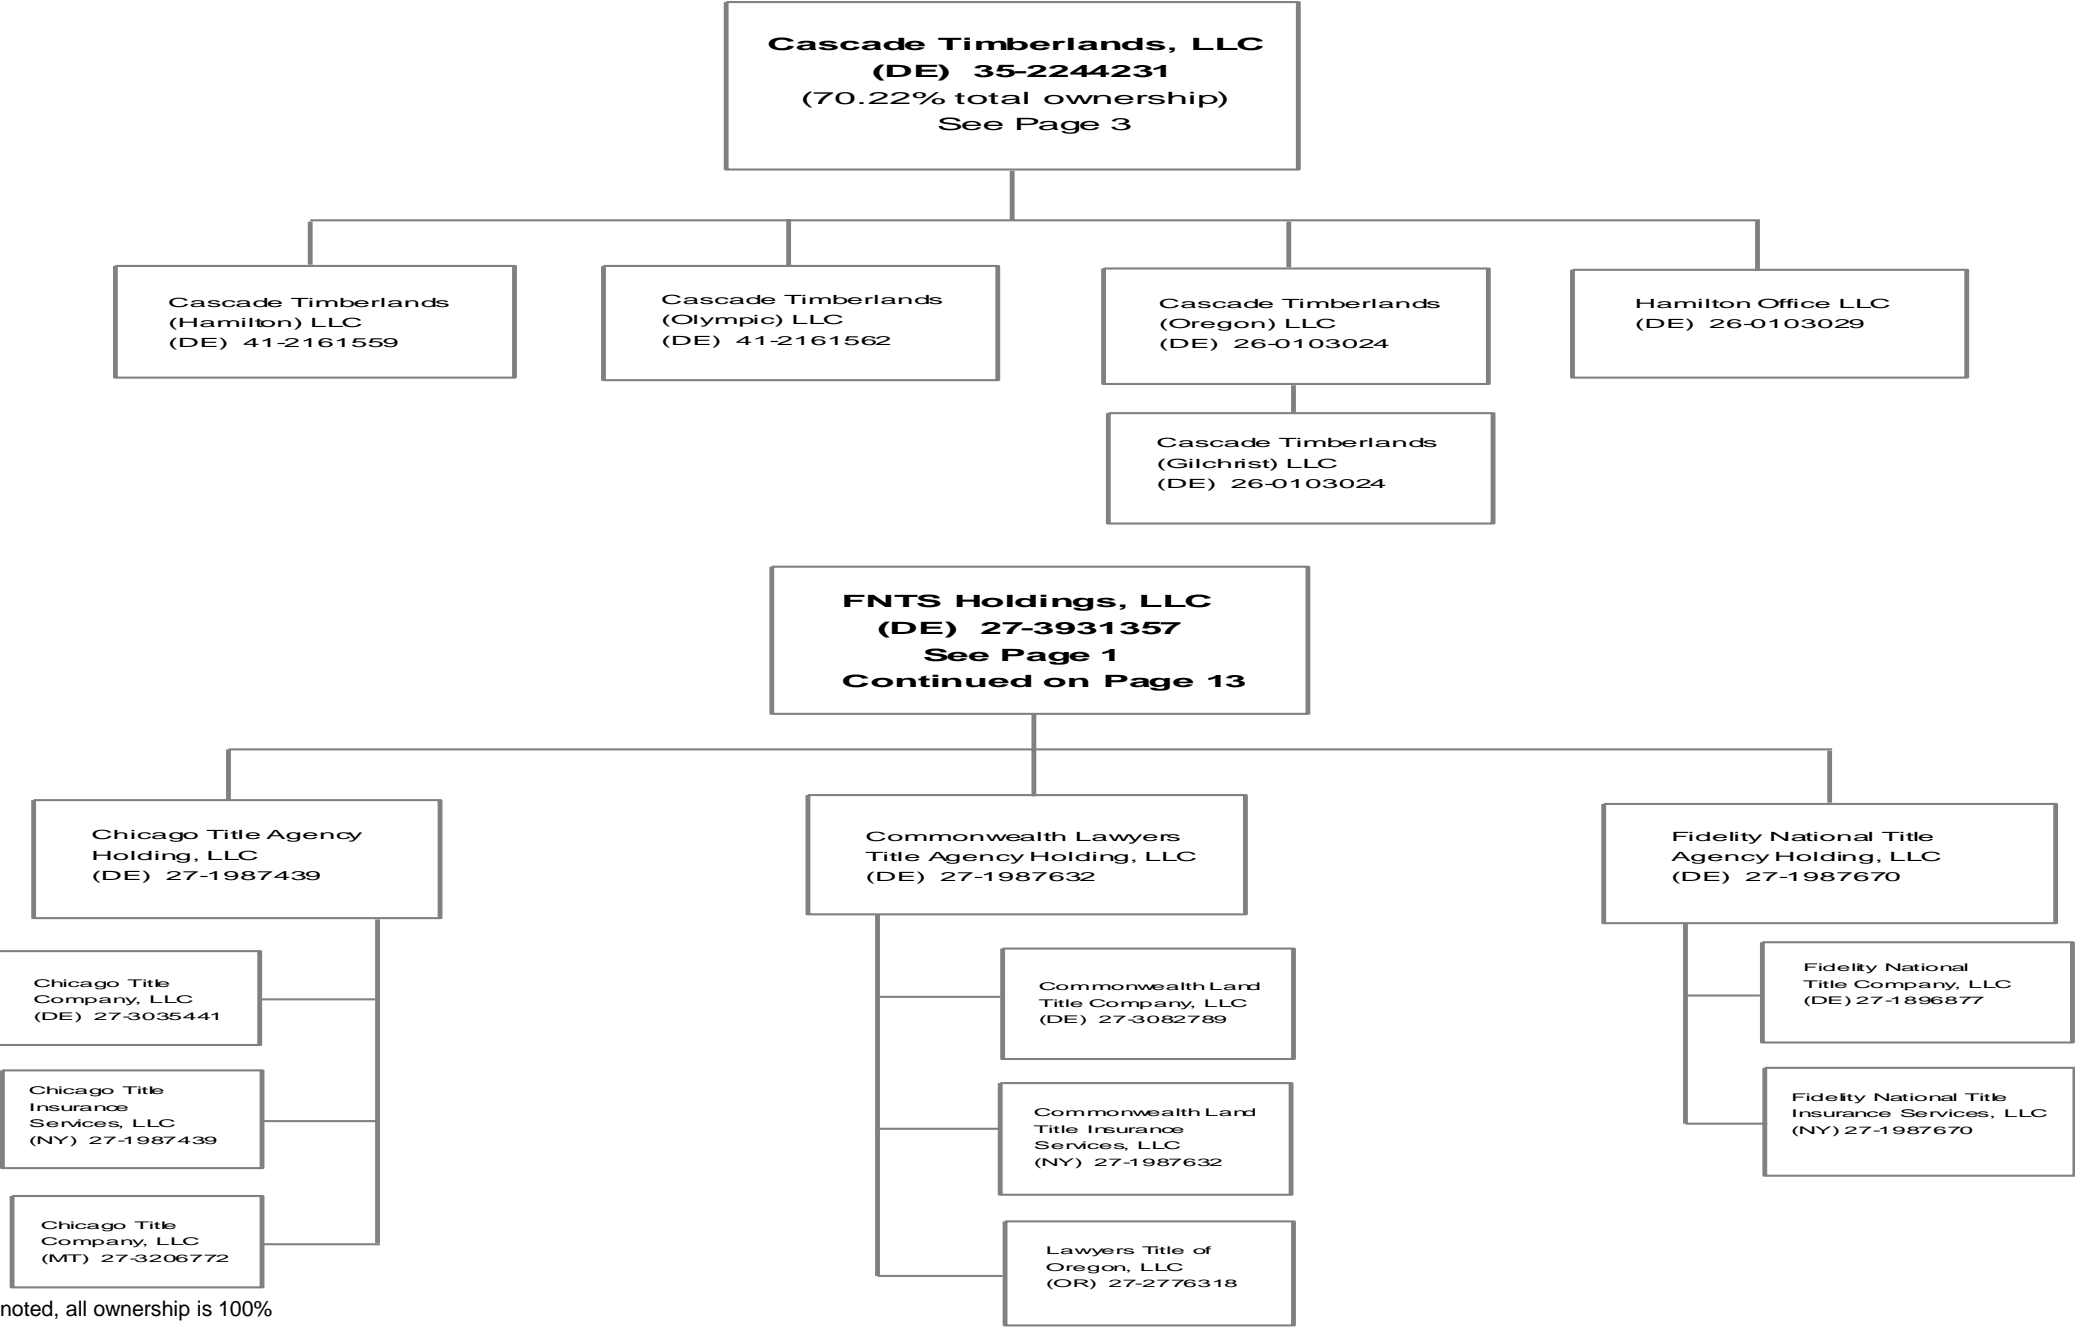 Cascade Timberlands, LLC
(DE) 35-2244231
(70.22% total ownership)
See Page 3
Cascade Timberlands
(Hamilton) LLC
(DE) 41-2161559
Cascade Timberlands
(Olympic) LLC
(DE) 41-2161562
Cascade Timberlands
(Oregon) LLC
(DE) 26-0103024
Hamilton Office LLC
(DE) 26-0103029
Cascade Timberlands
(Gilchrist) LLC
(DE) 26-0103024
FNTS Holdings, LLC
(DE) 27-3931357
See Page 1
Continued on Page 13
Chicago Title Agency
Holding, LLC
(DE) 27-1987439
Commonwealth Lawyers
Title Agency Holding, LLC
(DE) 27-1987632
Fidelity National Title
Agency Holding, LLC
(DE) 27-1987670
Chicago Title
Company, LLC
(DE) 27-3035441
Chicago Title
Insurance
Services, LLC
(NY) 27-1987439
Chicago Title
Company, LLC
(MT) 27-3206772
Commonwealth Land
Title Company, LLC
(DE) 27-3082789
Commonwealth Land
Title Insurance
Services, LLC
(NY) 27-1987632
Lawyers Title of
Oregon, LLC
(OR) 27-2776318
Fidelity National
Title Company, LLC
(DE) 27-1896877
Fidelity National Title
Insurance Services, LLC
(NY) 27-1987670
noted, all ownership is 100%